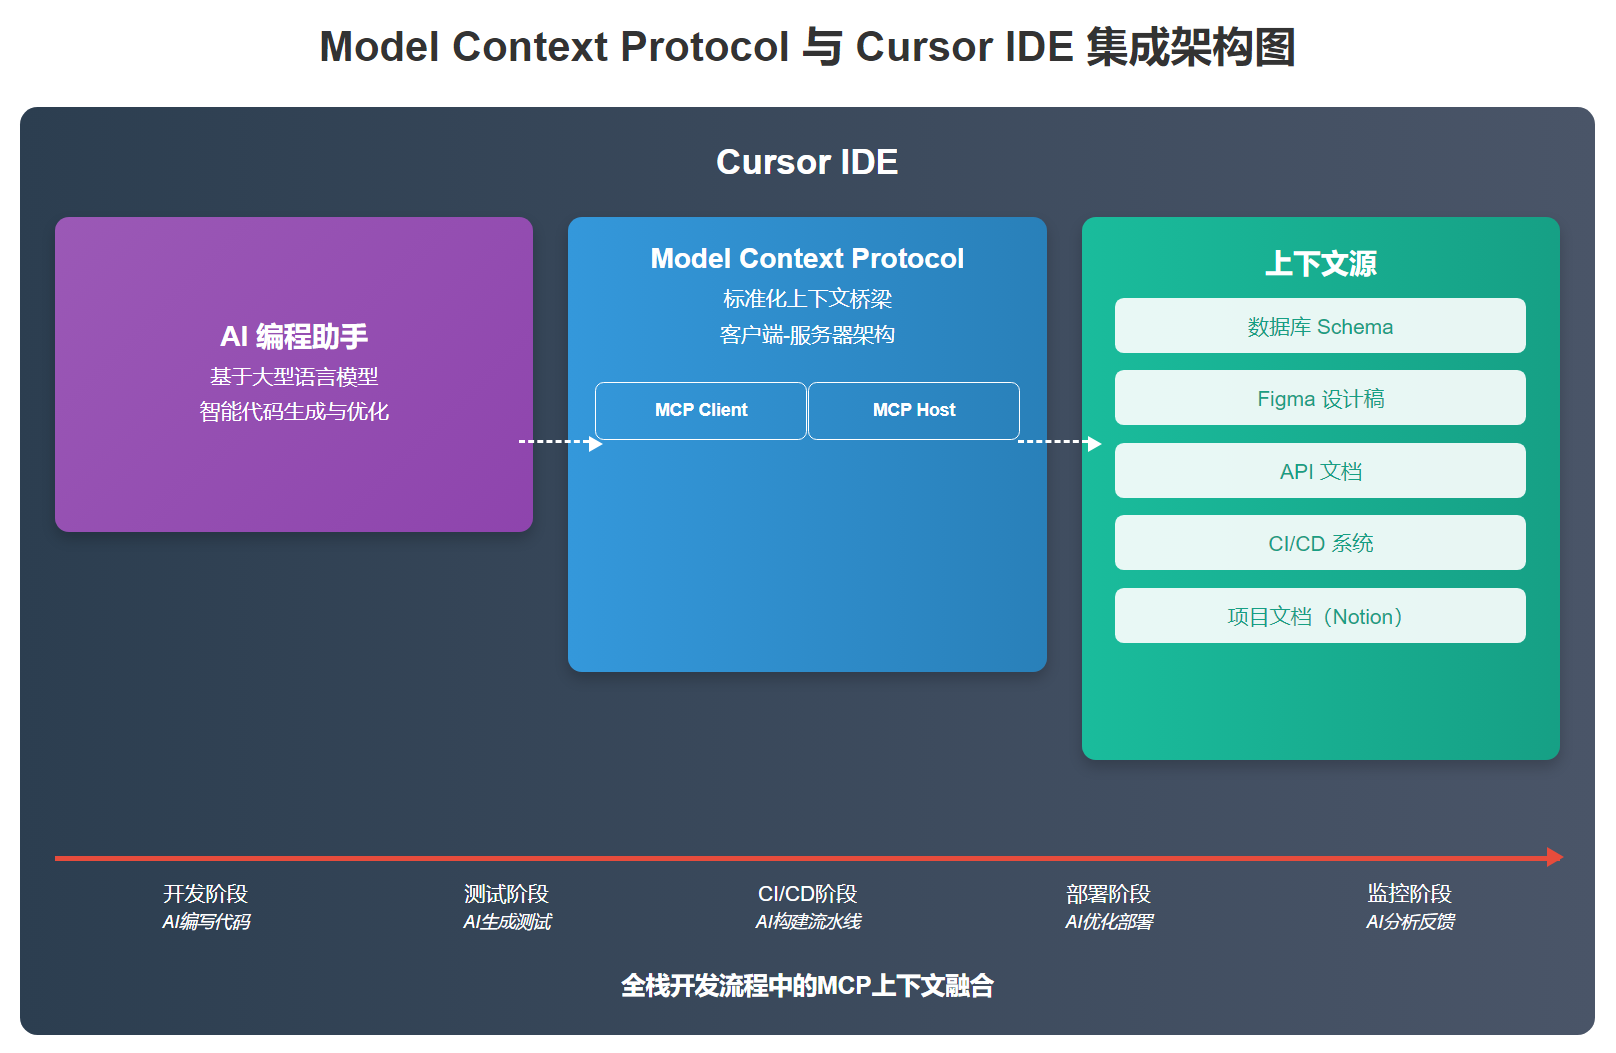 Model Context Protocol 与 Cursor IDE 集成架构图
Cursor IDE
AI 编程助手
基于大型语言模型
智能代码生成与优化
Model Context Protocol
标准化上下文桥梁
客户端-服务器架构
MCP Client
MCP Host
上下文源
数据库 Schema
Figma 设计稿
API 文档
CI/CD 系统
项目文档（Notion）
开发阶段
AI编写代码
测试阶段
AI生成测试
CI/CD阶段
AI构建流水线
部署阶段
AI优化部署
监控阶段
AI分析反馈
全栈开发流程中的MCP上下文融合